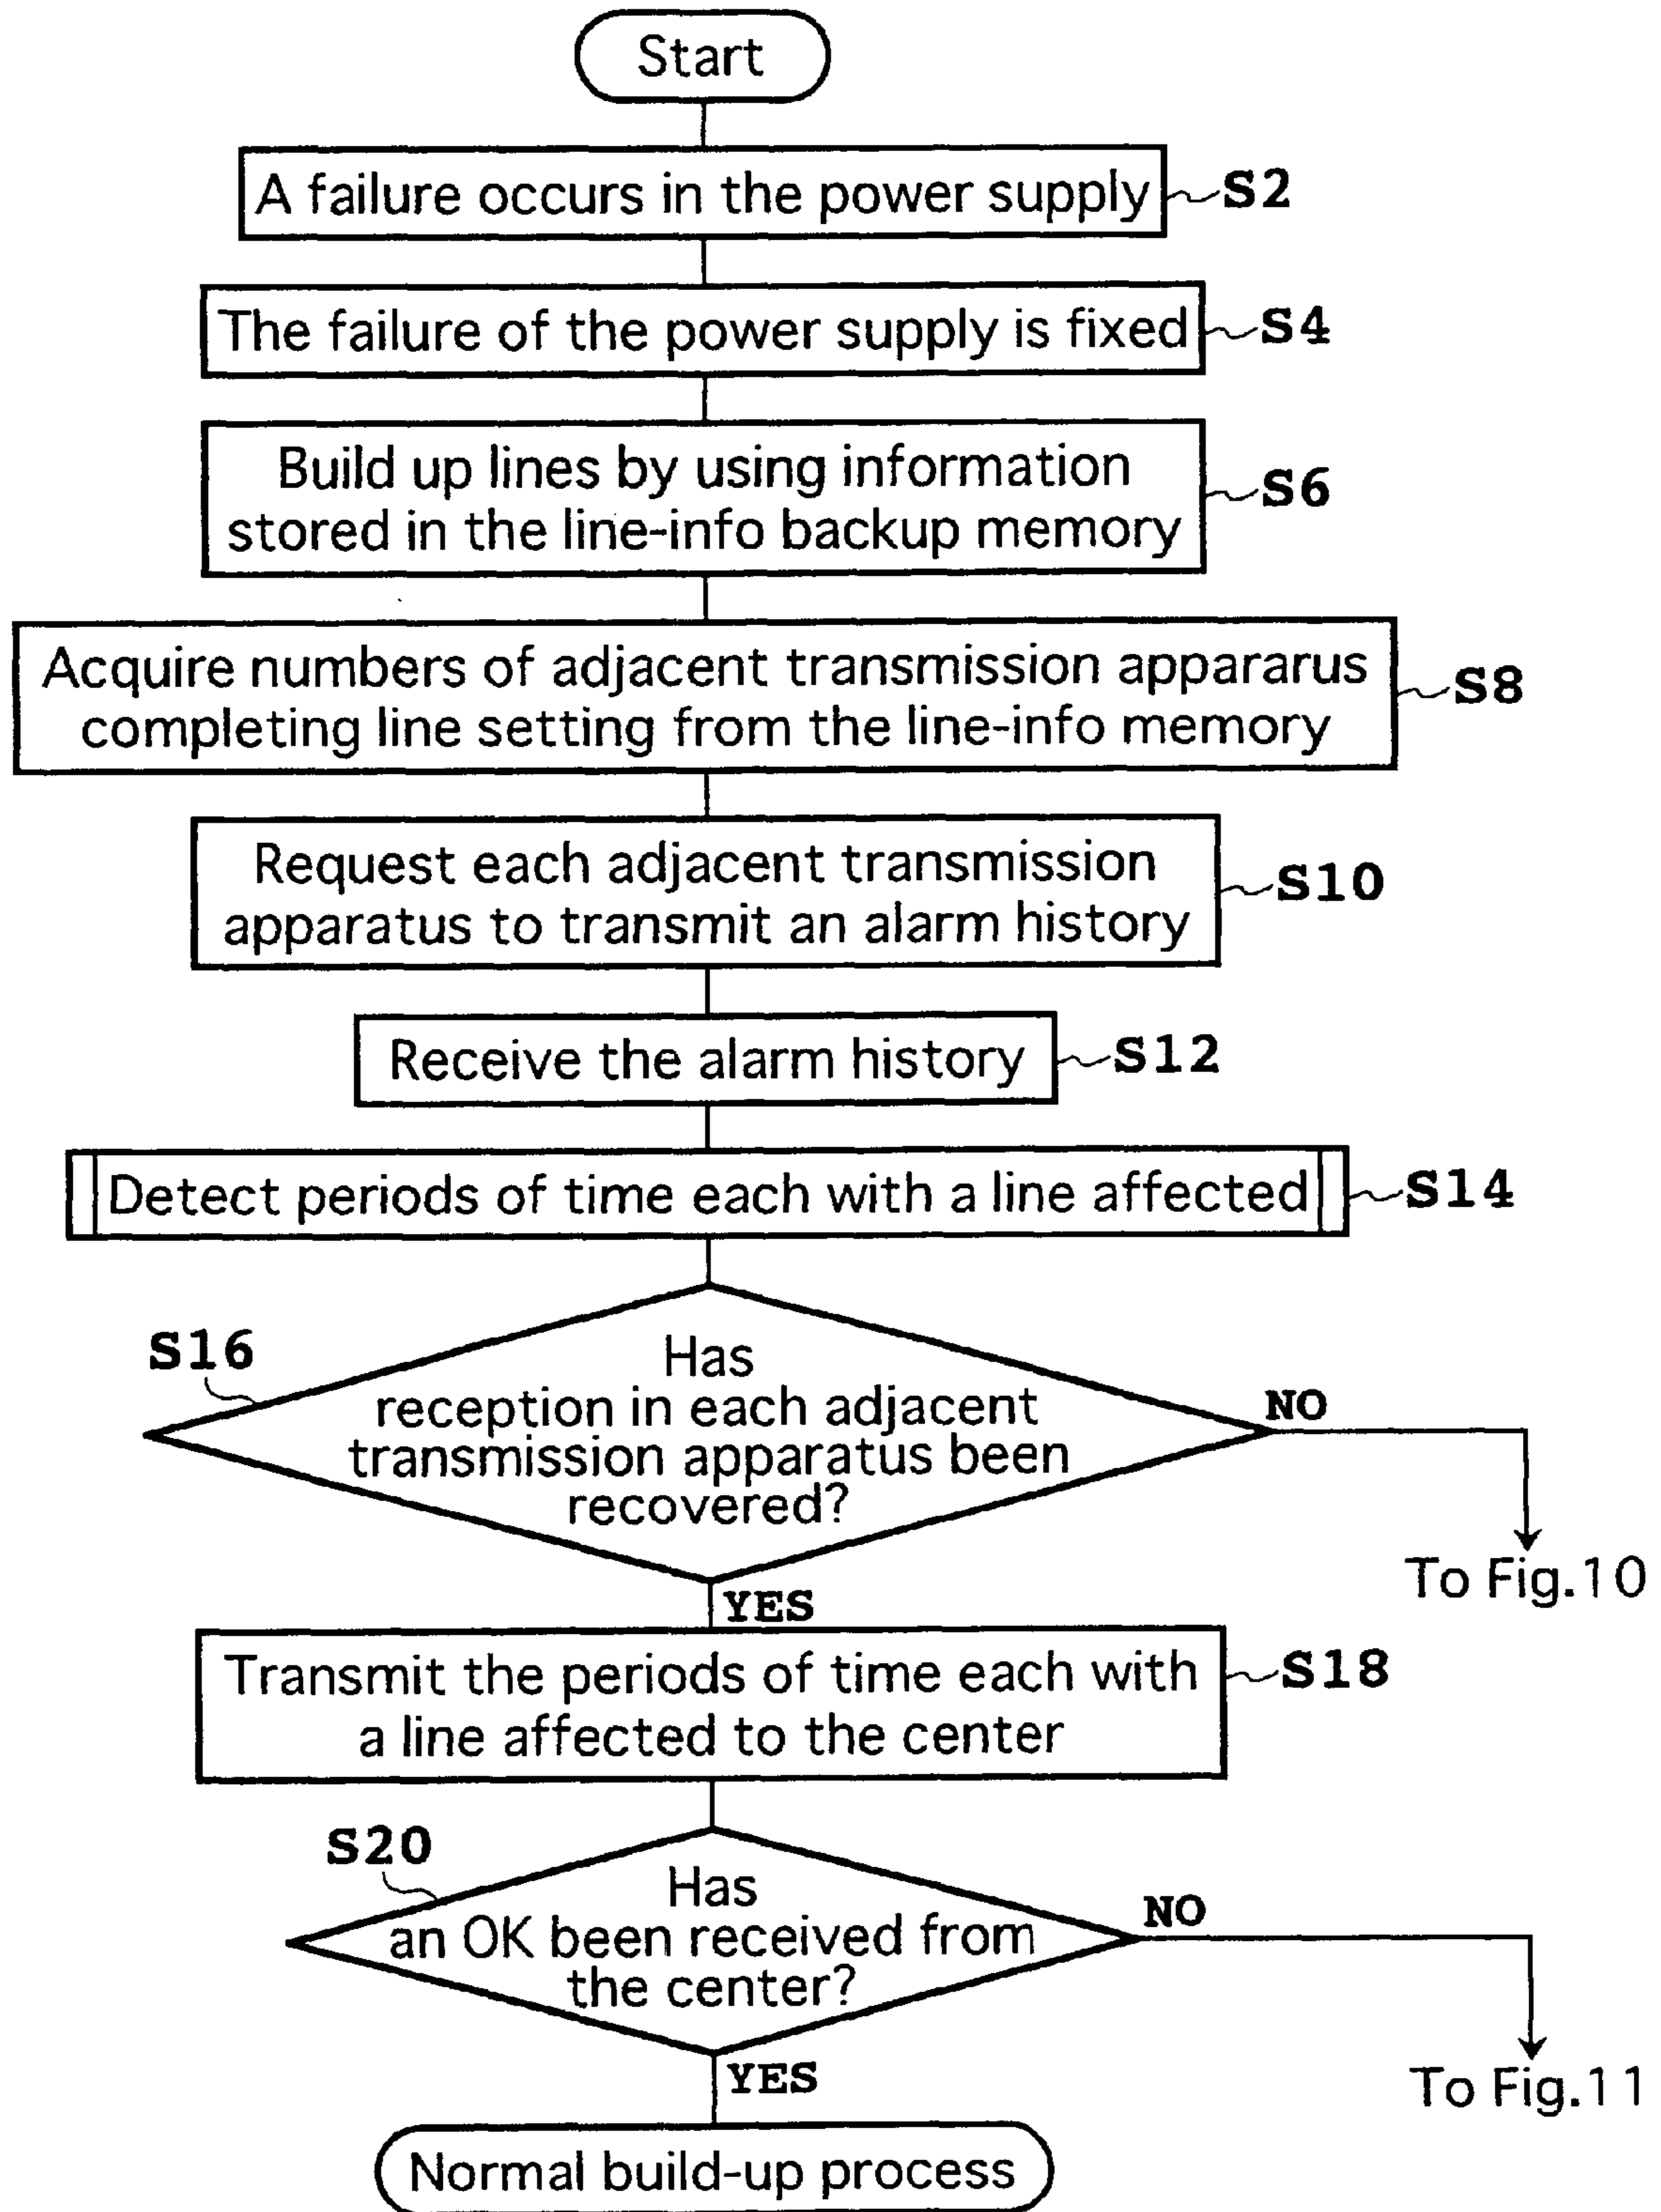 Start
A failure occurs in the power supply
S2
The failure of the power supply is fixed
S4
Build up lines by using information
stored in the line-info backup memory
S6
Acquire numbers of adjacent transmission appararus
completing line setting from the line-info memory
S8
Request each adjacent transmission
apparatus to transmit an alarm history
S10
Receive the alarm history
S12
Detect periods of time each with a line affected
S14
S16
Has
reception in each adjacent
transmission apparatus been
recovered?
NO
To Fig.10
YES
Transmit the periods of time each with
a line affected to the center
S18
S20
Has
an OK been received from
the center?
NO
To Fig.11
YES
Normal build-up process